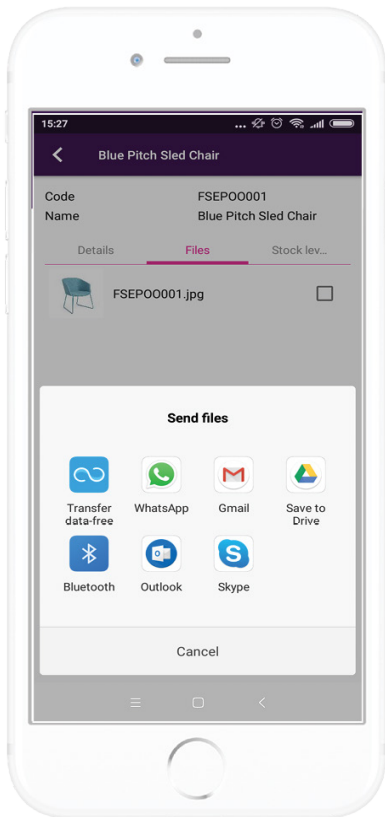 15:27
Blue Pitch Sled Chair
Code FSEPOO001
Name Blue Pitch Sled Chair
Details Files Stock lev...
FSEPOO001.jpg
Send files
Transfer data-free
WhatsApp
Gmail
Save to Drive
Bluetooth
Outlook
Skype
Cancel